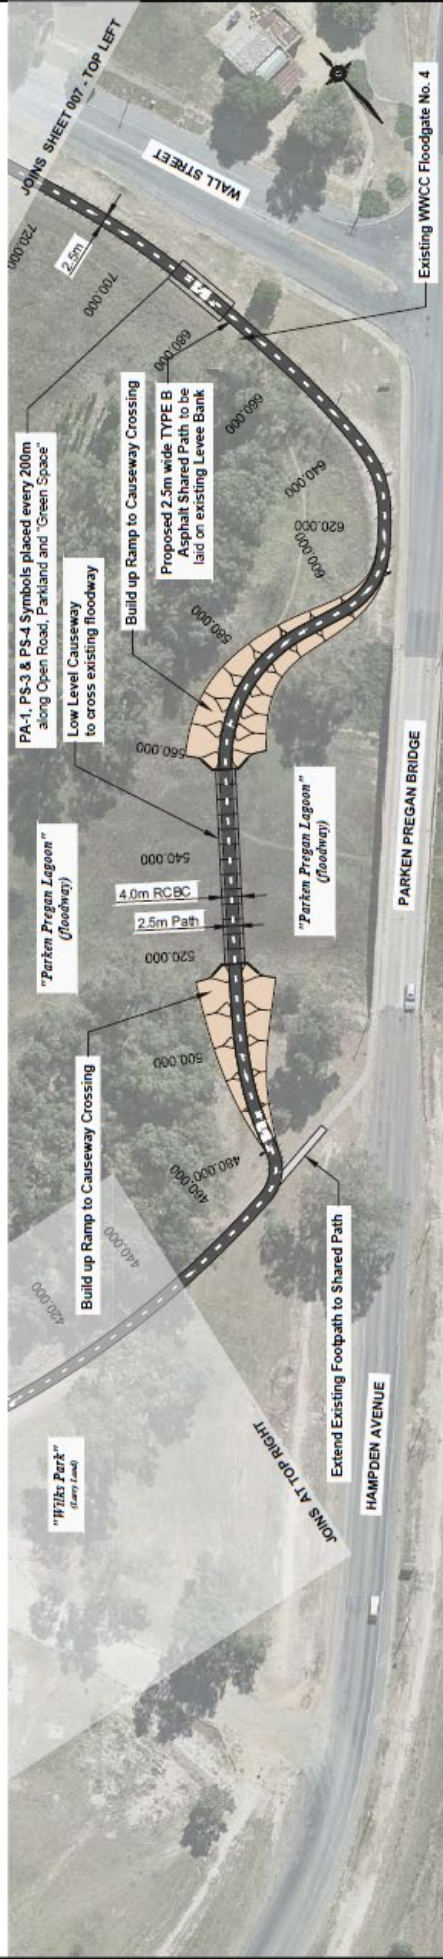 "Wilks Park"
(Larry Land)
HAMPDEN AVENUE
JOINS AT TOP RIGHT
420.000
440.000
Build up Ramp to Causeway Crossing
460.000
480.000
Extend Existing Footpath to Shared Path
500.000
"Parken Pregan Lagoon"
(floodway)
520.000
2.5m Path
4.0m RCBC
540.000
"Parken Pregan Lagoon"
(floodway)
PARKEN PREGAN BRIDGE
560.000
Low Level Causeway
to cross existing floodway
PA-1, PS-3 & PS-4 Symbols placed every 200m
along Open Road, Parkland and "Green Space"
Build up Ramp to Causeway Crossing
580.000
600.000
620.000
640.000
660.000
Proposed 2.5m wide TYPE B
Asphalt Shared Path to be
laid on existing Levee Bank
680.000
700.000
720.000
2.5m
Existing WWCC Floodgate No. 4
WALL STREET
JOINS SHEET 007 - TOP LEFT